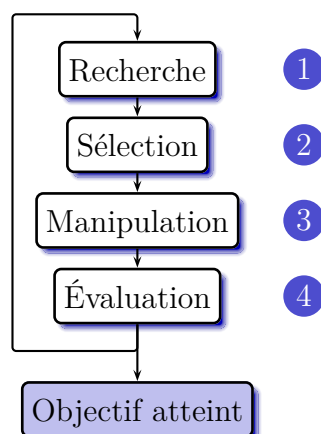 Recherche 1
Sélection 2
Manipulation 3
Évaluation 4
Objectif atteint